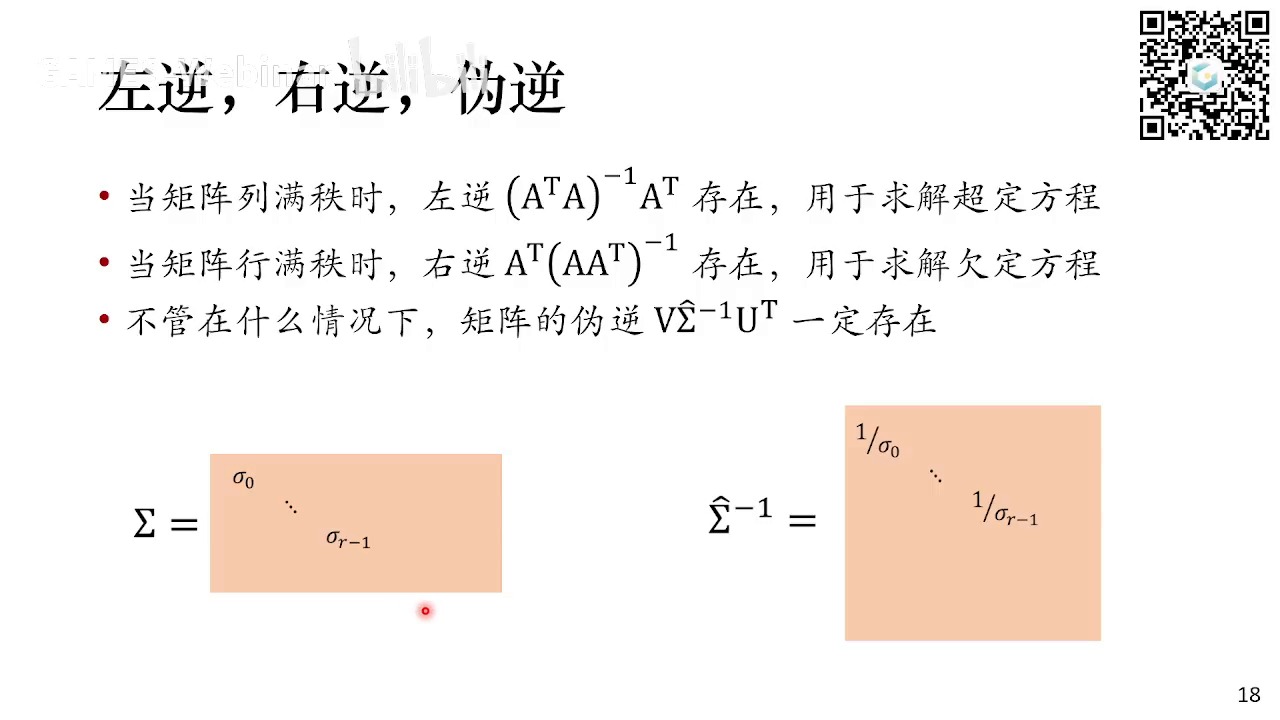 GAMES-Webinar bilibili
左逆，右逆，伪逆
• 当矩阵列满秩时，左逆 (AᵀA)⁻¹Aᵀ 存在，用于求解超定方程
• 当矩阵行满秩时，右逆 Aᵀ(AAᵀ)⁻¹ 存在，用于求解欠定方程
• 不管在什么情况下，矩阵的伪逆 VΣ̂⁻¹Uᵀ 一定存在
Σ =
σ₀
⋱
σᵣ₋₁
Σ̂⁻¹ =
1/σ₀
⋱
1/σᵣ₋₁
18